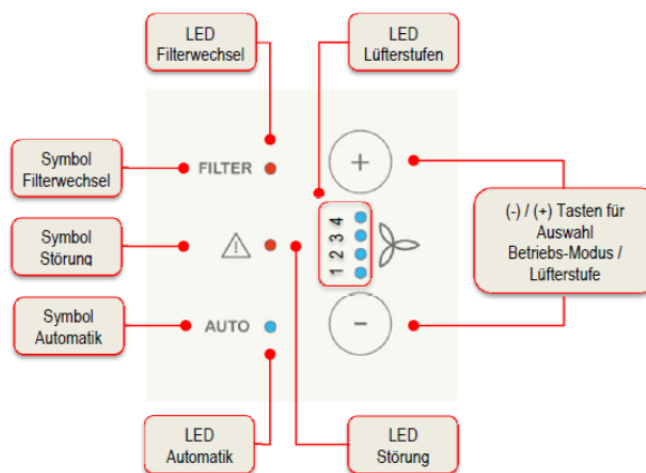 LED
Filterwechsel
LED
Lüfterstufen
Symbol
Filterwechsel
FILTER
+
(-) / (+) Tasten für
Auswahl
Betriebs-Modus /
Lüfterstufe
Symbol
Störung
1 2 3 4
Symbol
Automatik
AUTO
-
LED
Automatik
LED
Störung